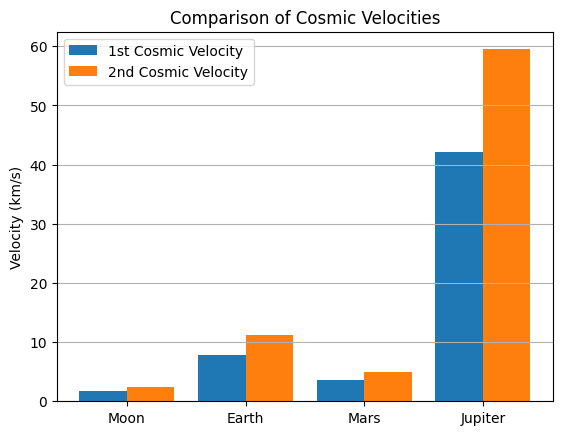 Comparison of Cosmic Velocities
1st Cosmic Velocity
2nd Cosmic Velocity
Velocity (km/s)
60
50
40
30
20
10
0
Moon Earth Mars Jupiter